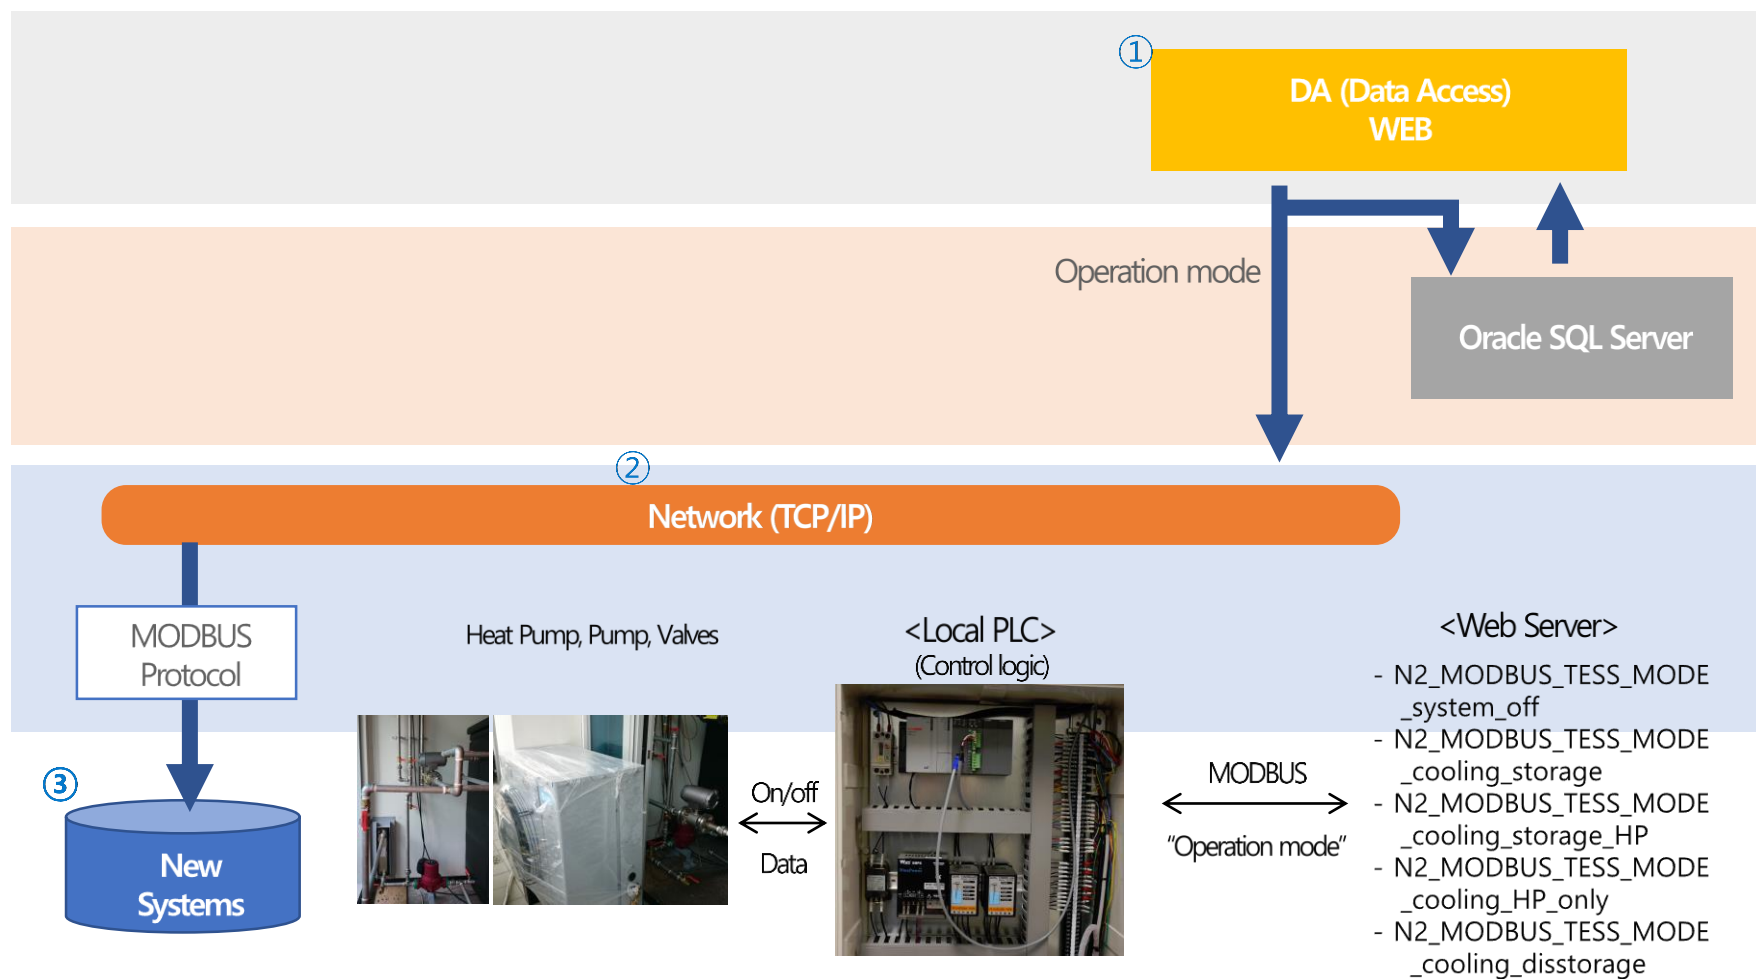 ①
DA (Data Access)
WEB
Operation mode
Oracle SQL Server
②
Network (TCP/IP)
MODBUS
Protocol
③
New
Systems
Heat Pump, Pump, Valves
On/off
Data
<Local PLC>
(Control logic)
MODBUS
“Operation mode”
<Web Server>
- N2_MODBUS_TESS_MODE
_system_off
- N2_MODBUS_TESS_MODE
_cooling_storage
- N2_MODBUS_TESS_MODE
_cooling_storage_HP
- N2_MODBUS_TESS_MODE
_cooling_HP_only
- N2_MODBUS_TESS_MODE
_cooling_disstorage